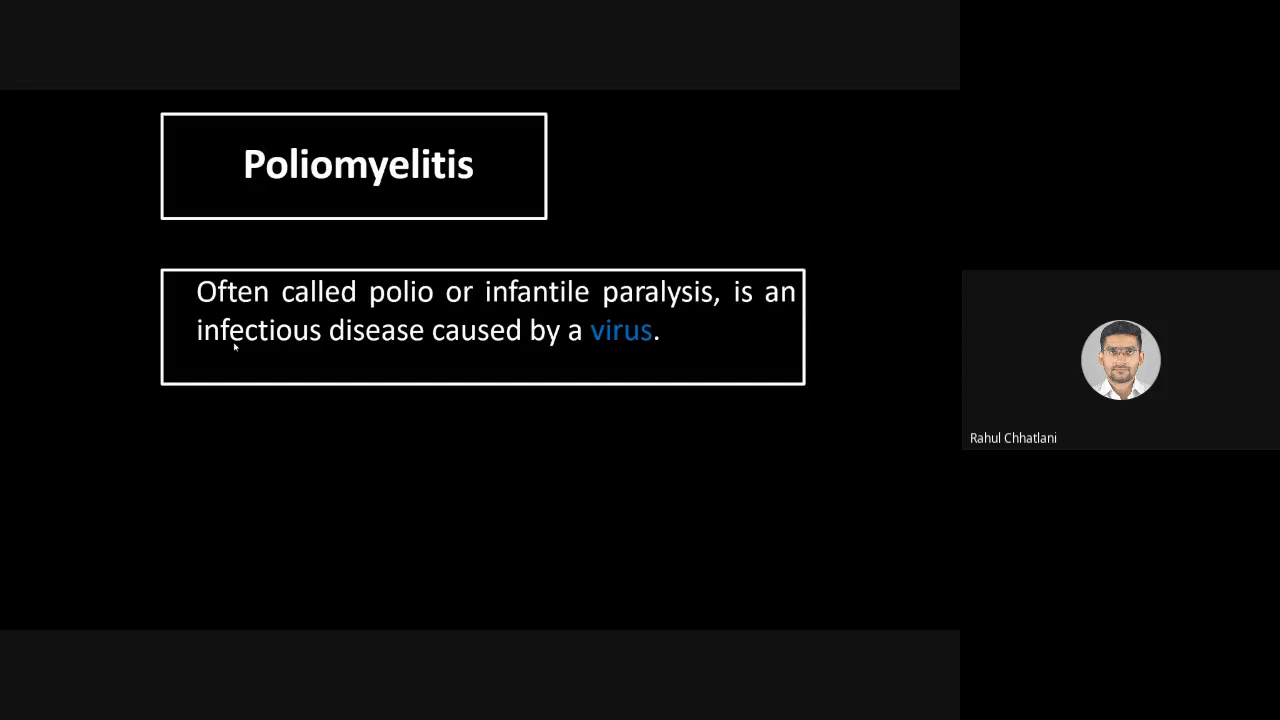 Poliomyelitis
Often called polio or infantile paralysis, is an
infectious disease caused by a virus.
Rahul Chhatlani